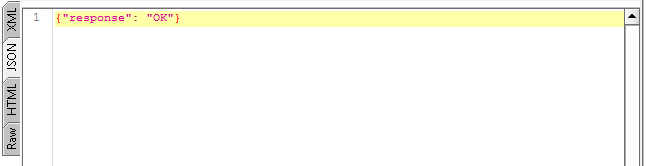 XML
JSON
HTML
Raw
1 {"response": "OK"}